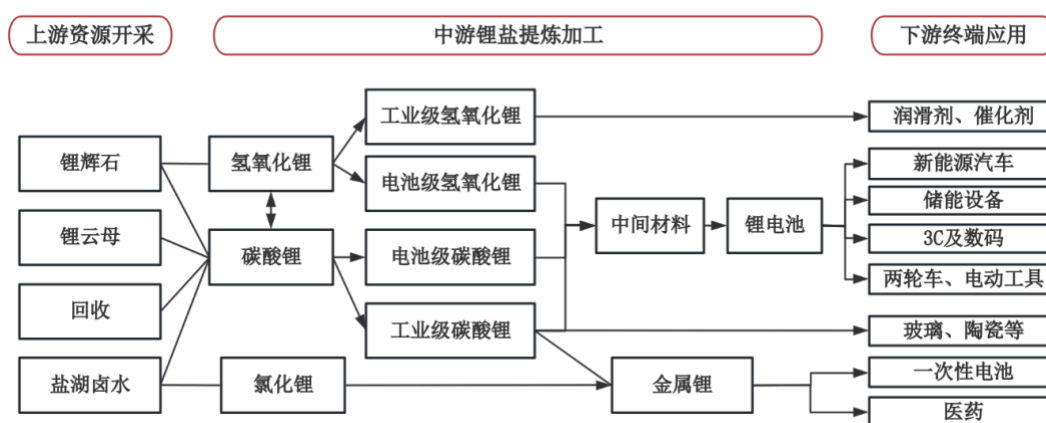 上游资源开采
中游锂盐提炼加工
下游终端应用
锂辉石
锂云母
回收
盐湖卤水
氢氧化锂
碳酸锂
氯化锂
工业级氢氧化锂
电池级氢氧化锂
电池级碳酸锂
工业级碳酸锂
中间材料
锂电池
金属锂
润滑剂、催化剂
新能源汽车
储能设备
3C及数码
两轮车、电动工具
玻璃、陶瓷等
一次性电池
医药